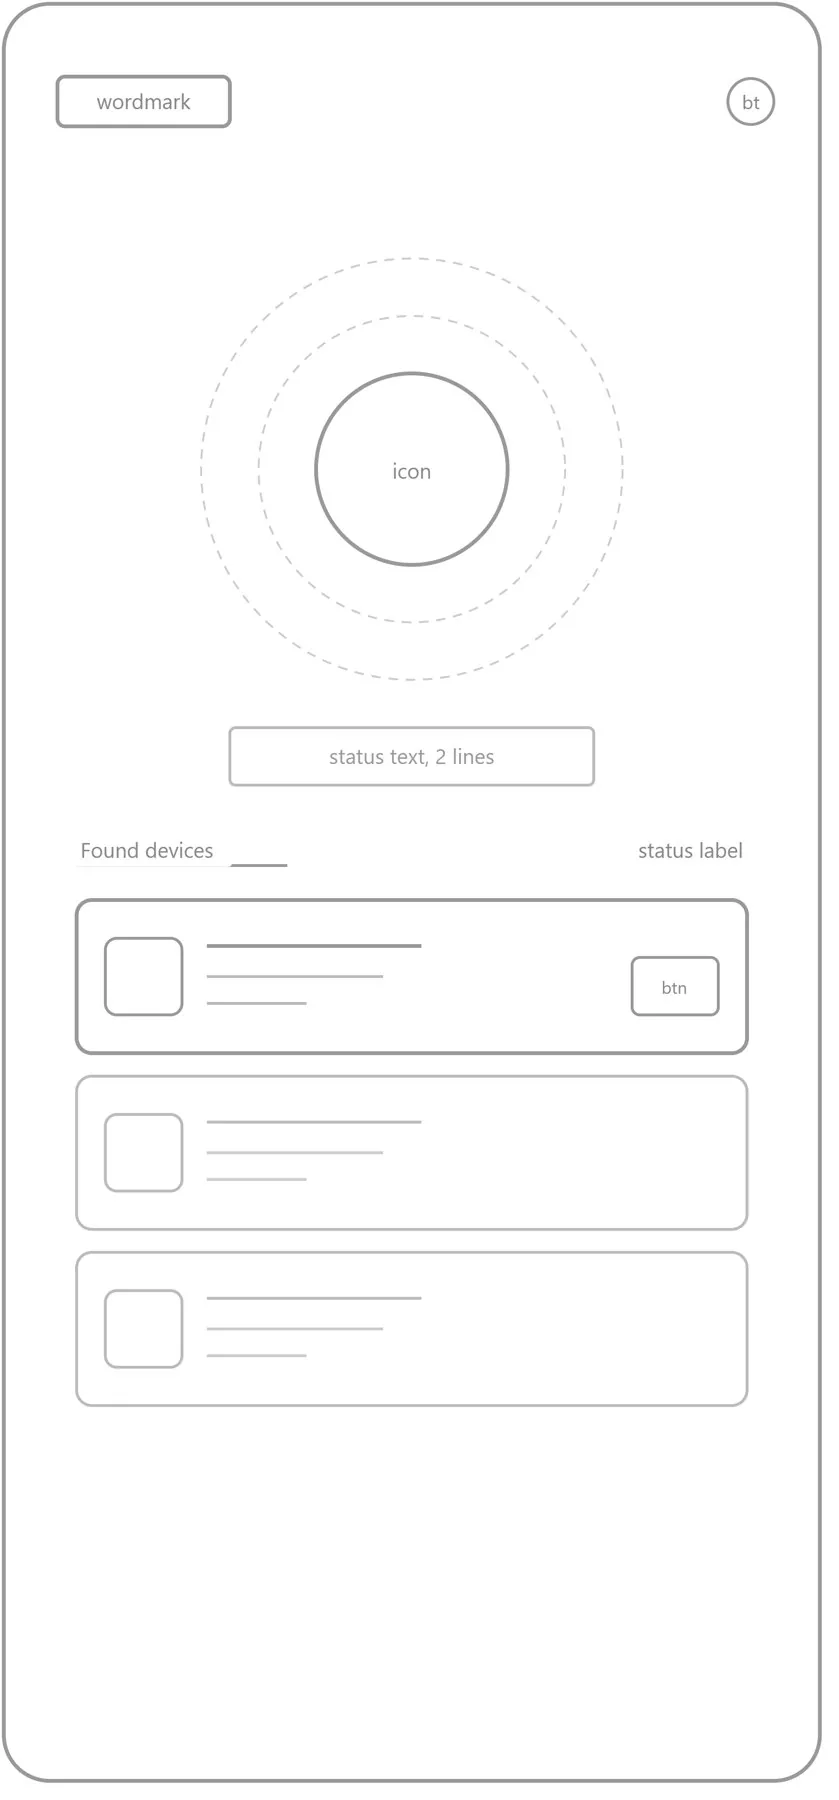 wordmark
bt
icon
status text, 2 lines
Found devices
status label
btn